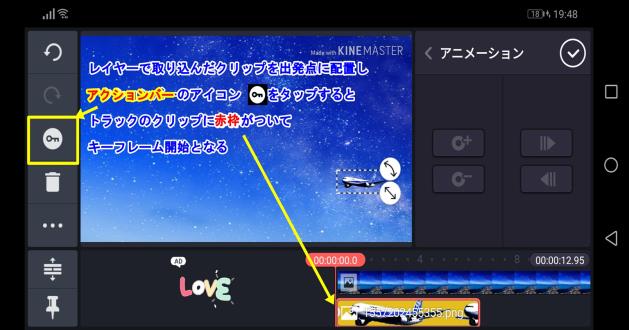 18 19:48
Made with KINEMASTER
アニメーション
レイヤーで取り込んだクリップを出発点に配置し
アクションバーのアイコン をタップすると
トラックのクリップに赤枠がついて
キーフレーム開始となる
AD
LOVE
00:00:00.0 4 8 00:00:12.95
1357202455355.png